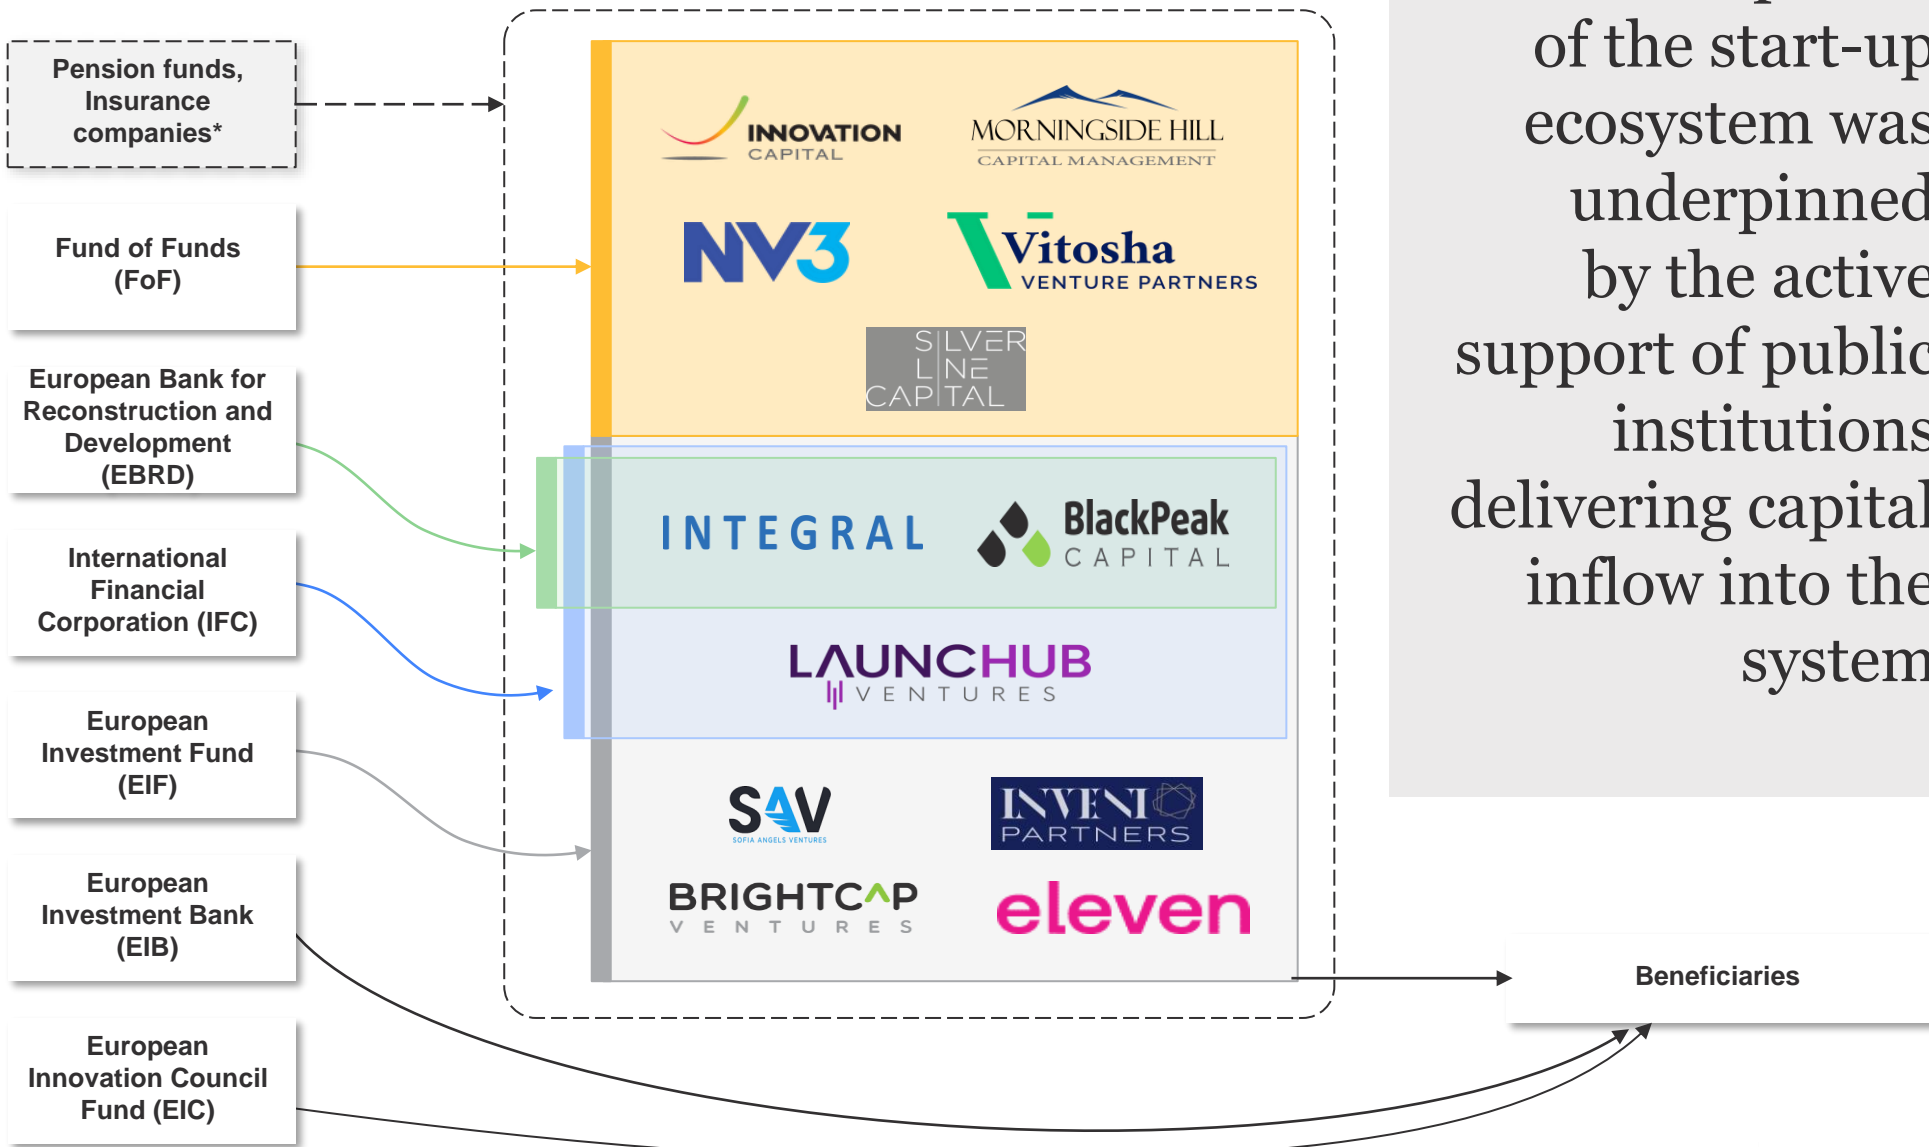 Pension funds,
Insurance
companies*
Fund of Funds
(FoF)
European Bank for
Reconstruction and
Development
(EBRD)
International
Financial
Corporation (IFC)
European
Investment Fund
(EIF)
European
Investment Bank
(EIB)
European
Innovation Council
Fund (EIC)
INNOVATION
CAPITAL
MORNINGSIDE HILL
CAPITAL MANAGEMENT
NV3
Vitosha
VENTURE PARTNERS
SILVER
LINE
CAPITAL
INTEGRAL
BlackPeak
CAPITAL
LAUNCHUB
VENTURES
SAV
SOFIA ANGELS VENTURES
INVENIO
PARTNERS
BRIGHTCAP
VENTURES
eleven
of the start-up
ecosystem was
underpinned
by the active
support of public
institutions
delivering capital
inflow into the
system
Beneficiaries